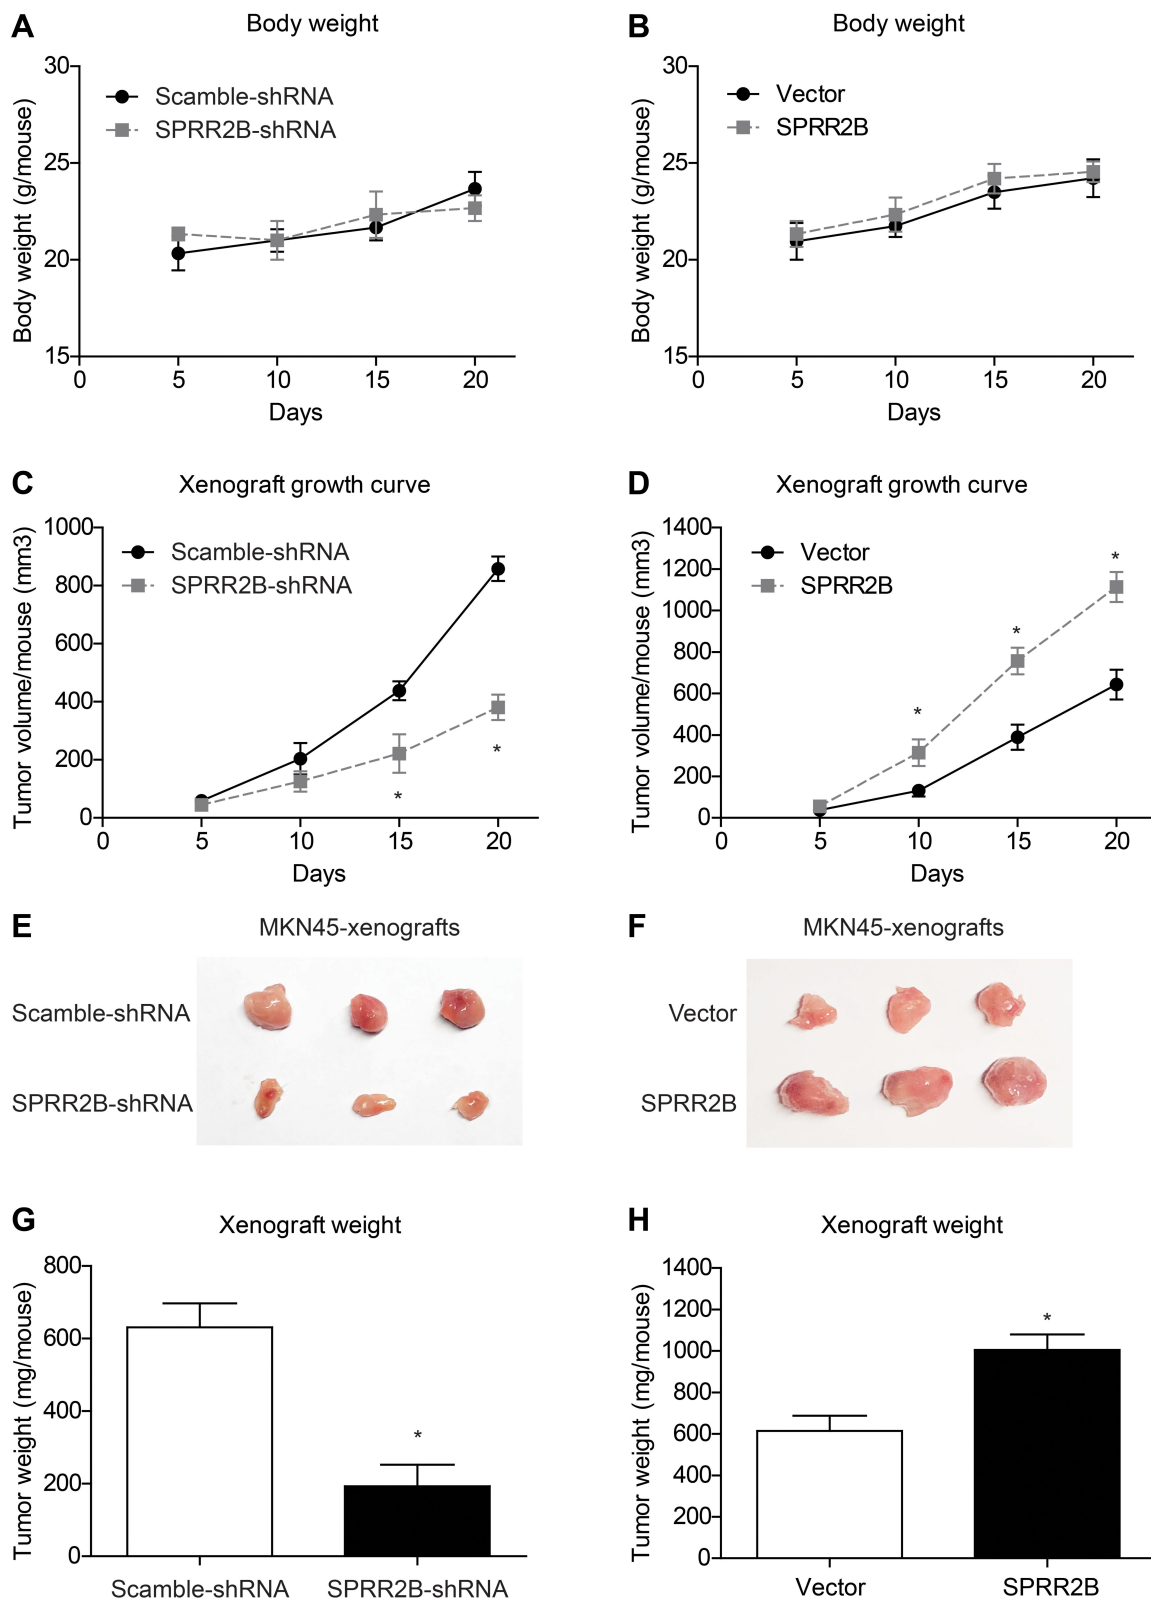 A
Body weight
Body weight (g/mouse)
30
25
20
15
Scamble-shRNA
SPRR2B-shRNA
0
5
10
15
20
Days
B
Body weight
Body weight (g/mouse)
30
25
20
15
Vector
SPRR2B
0
5
10
15
20
Days
C
Xenograft growth curve
Tumor volume/mouse (mm3)
1000
800
600
400
200
0
Scamble-shRNA
SPRR2B-shRNA
*
*
0
5
10
15
20
Days
D
Xenograft growth curve
Tumor volume/mouse (mm3)
1400
1200
1000
800
600
400
200
0
Vector
SPRR2B
*
*
*
0
5
10
15
20
Days
E
MKN45-xenografts
Scamble-shRNA
SPRR2B-shRNA
F
MKN45-xenografts
Vector
SPRR2B
G
Xenograft weight
Tumor weight (mg/mouse)
800
600
400
200
0
*
Scamble-shRNA
SPRR2B-shRNA
H
Xenograft weight
Tumor weight (mg/mouse)
1400
1200
1000
800
600
400
200
0
*
Vector
SPRR2B